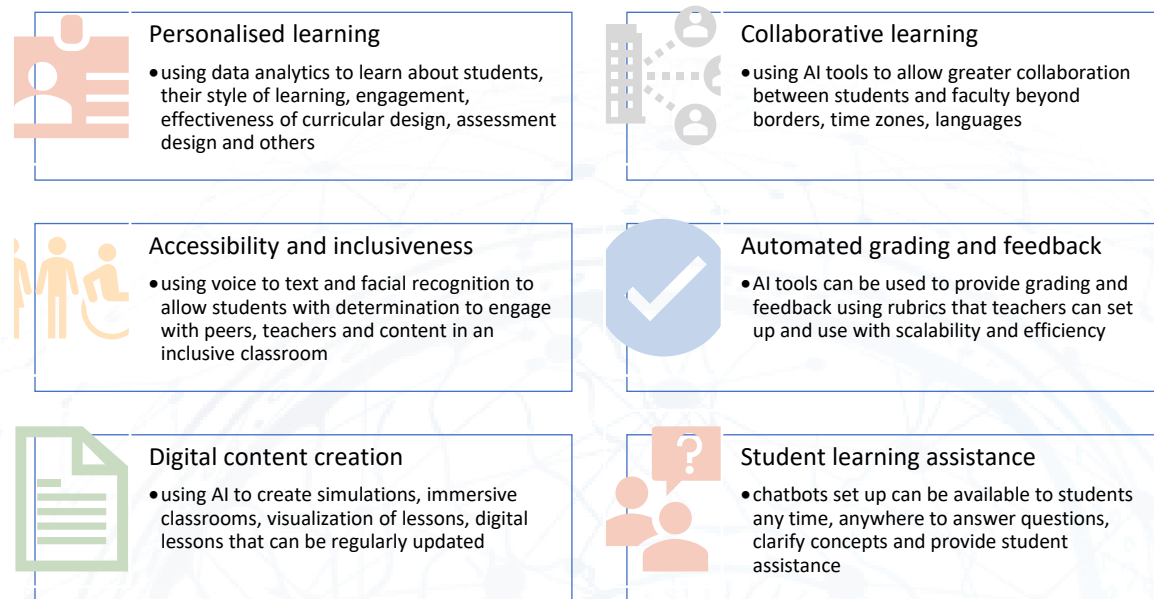 Personalised learning
•using data analytics to learn about students,
their style of learning, engagement,
effectiveness of curricular design, assessment
design and others
Collaborative learning
•using AI tools to allow greater collaboration
between students and faculty beyond
borders, time zones, languages
Accessibility and inclusiveness
•using voice to text and facial recognition to
allow students with determination to engage
with peers, teachers and content in an
inclusive classroom
Automated grading and feedback
•AI tools can be used to provide grading and
feedback using rubrics that teachers can set
up and use with scalability and efficiency
Digital content creation
•using AI to create simulations, immersive
classrooms, visualization of lessons, digital
lessons that can be regularly updated
?
Student learning assistance
•chatbots set up can be available to students
any time, anywhere to answer questions,
clarify concepts and provide student
assistance